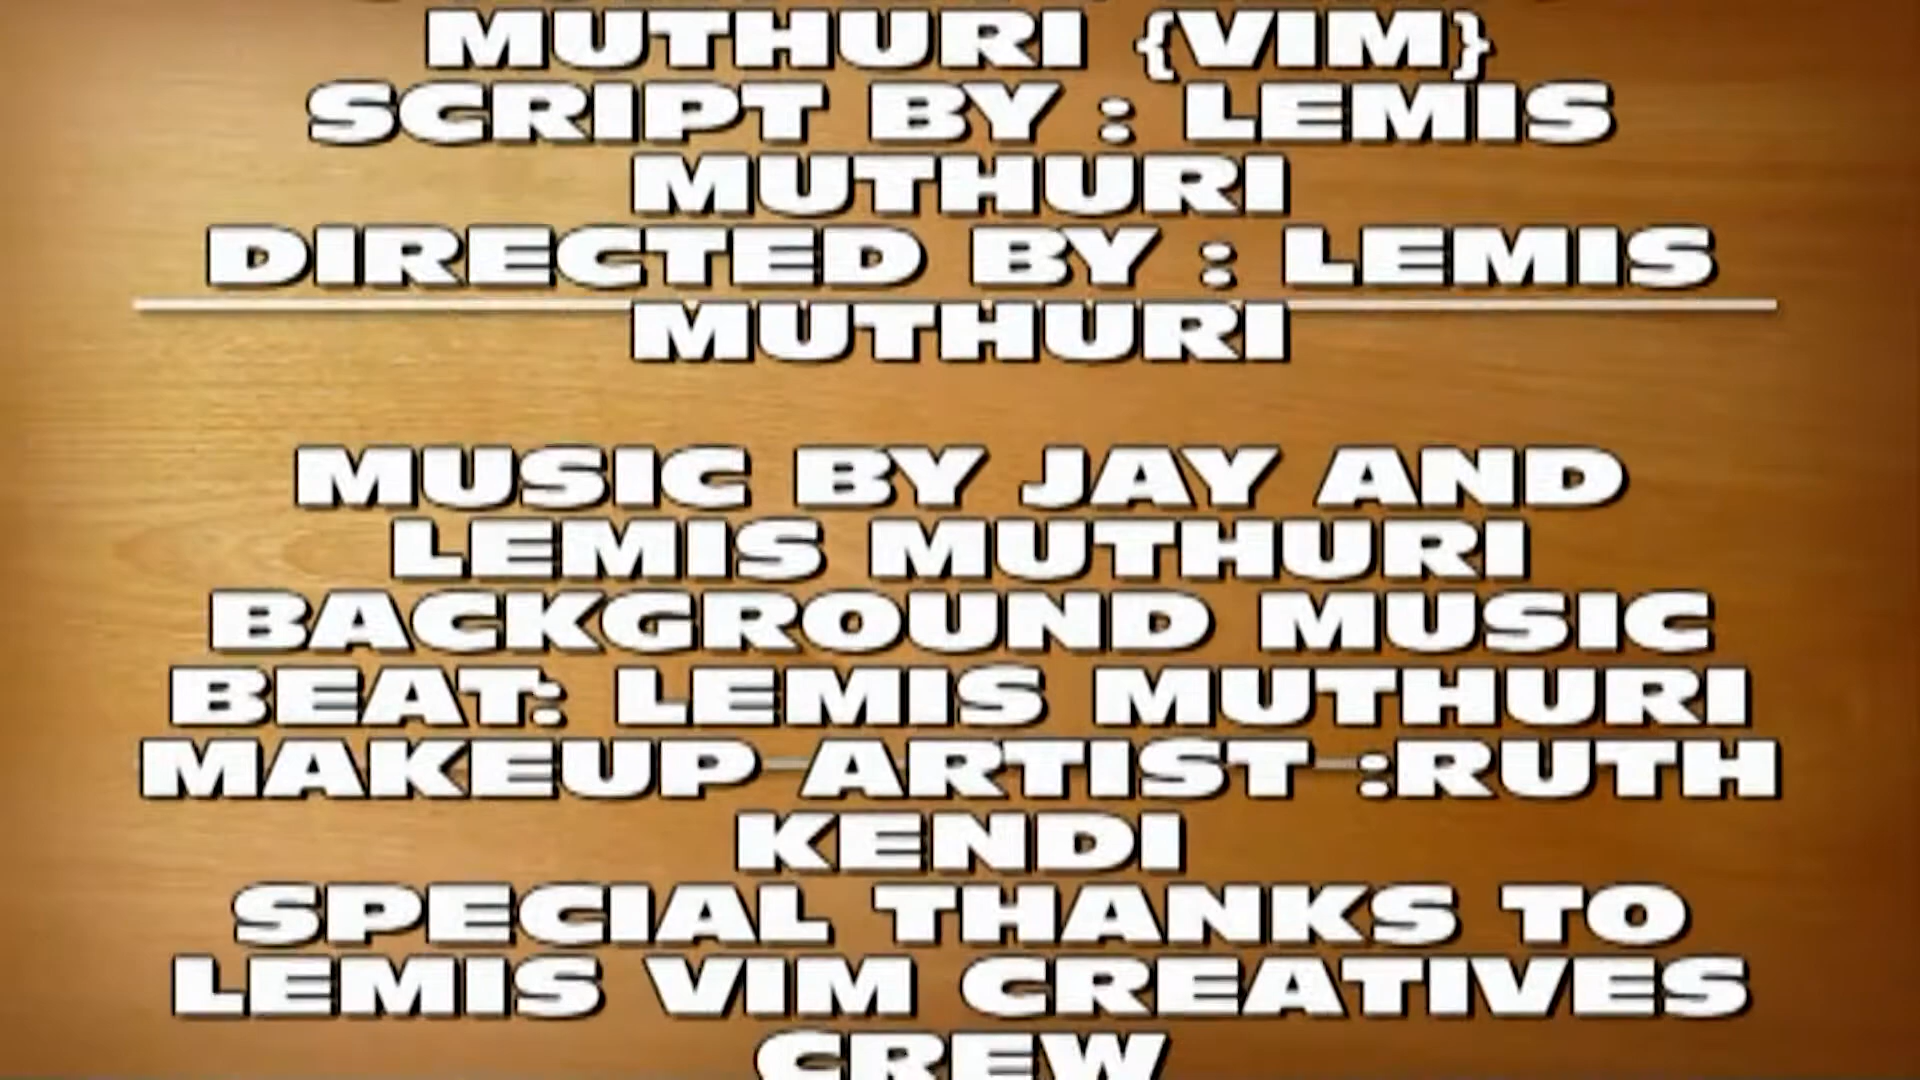 MUTHURI {VIM}
SCRIPT BY : LEMIS
MUTHURI
DIRECTED BY : LEMIS
MUTHURI
MUSIC BY JAY AND
LEMIS MUTHURI
BACKGROUND MUSIC
BEAT: LEMIS MUTHURI
MAKEUP ARTIST :RUTH
KENDI
SPECIAL THANKS TO
LEMIS VIM CREATIVES
CREW